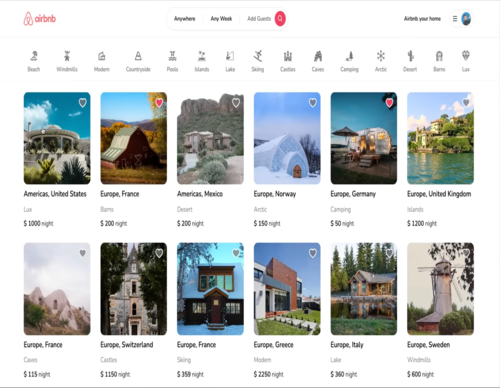 airbnb
Anywhere Any Week Add Guests
Airbnb your home
Beach Windmills Modern Countryside Pools Islands Lake Skiing Castles Caves Camping Arctic Desert Barns Lux
Americas, United States Europe, France Americas, Mexico Europe, Norway Europe, Germany Europe, United Kingdom
Lux Barns Desert Arctic Camping Islands
$ 1000 night $ 200 night $ 200 night $ 150 night $ 50 night $ 1200 night
Europe, France Europe, Switzerland Europe, France Europe, Greece Europe, Italy Europe, Sweden
Caves Castles Skiing Modern Lake Windmills
$ 115 night $ 1150 night $ 359 night $ 2250 night $ 360 night $ 600 night